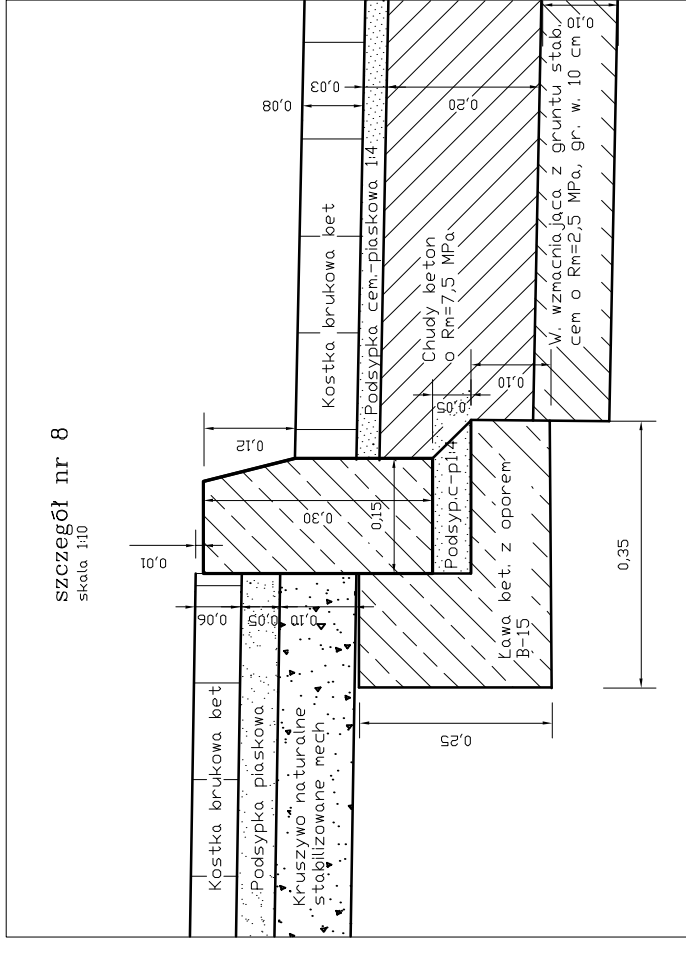 szczegół nr 8
skala 1:10
Kostka brukowa bet
Podsypka piaskowa
Kruszywo naturalne
stabilizowane mech
0,06
0,05
0,10
0,01
0,12
0,30
0,15
0,25
0,35
Ława bet. z oporem
B-15
Podsyp.c-p1:4
0,05
0,10
Kostka brukowa bet
Podsypka cem.-piaskowa 1:4
Chudy beton
o Rm=7,5 MPa
W. wzmacniająca z gruntu stab.
cem o Rm=2,5 MPa, gr. w. 10 cm
0,08
0,03
0,20
0,10